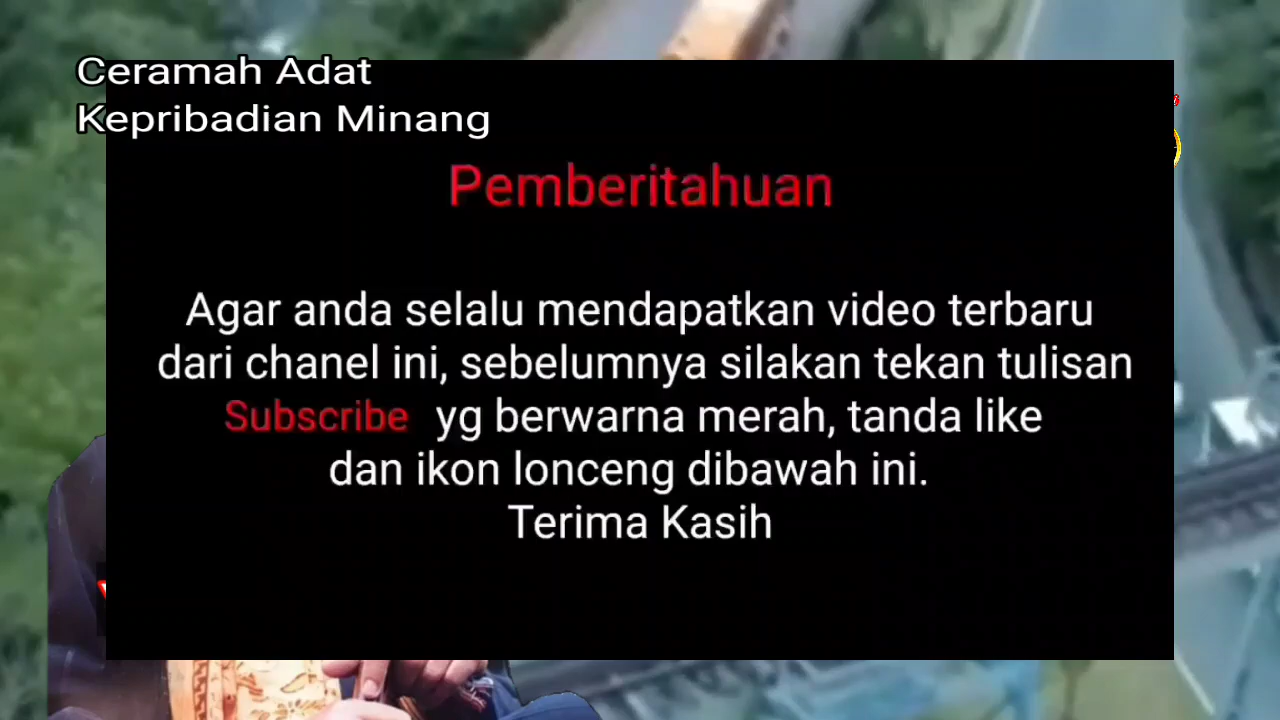 Ceramah Adat
Kepribadian Minang
Pemberitahuan
Agar anda selalu mendapatkan video terbaru
dari chanel ini, sebelumnya silakan tekan tulisan
Subscribe yg berwarna merah, tanda like
dan ikon lonceng dibawah ini.
Terima Kasih